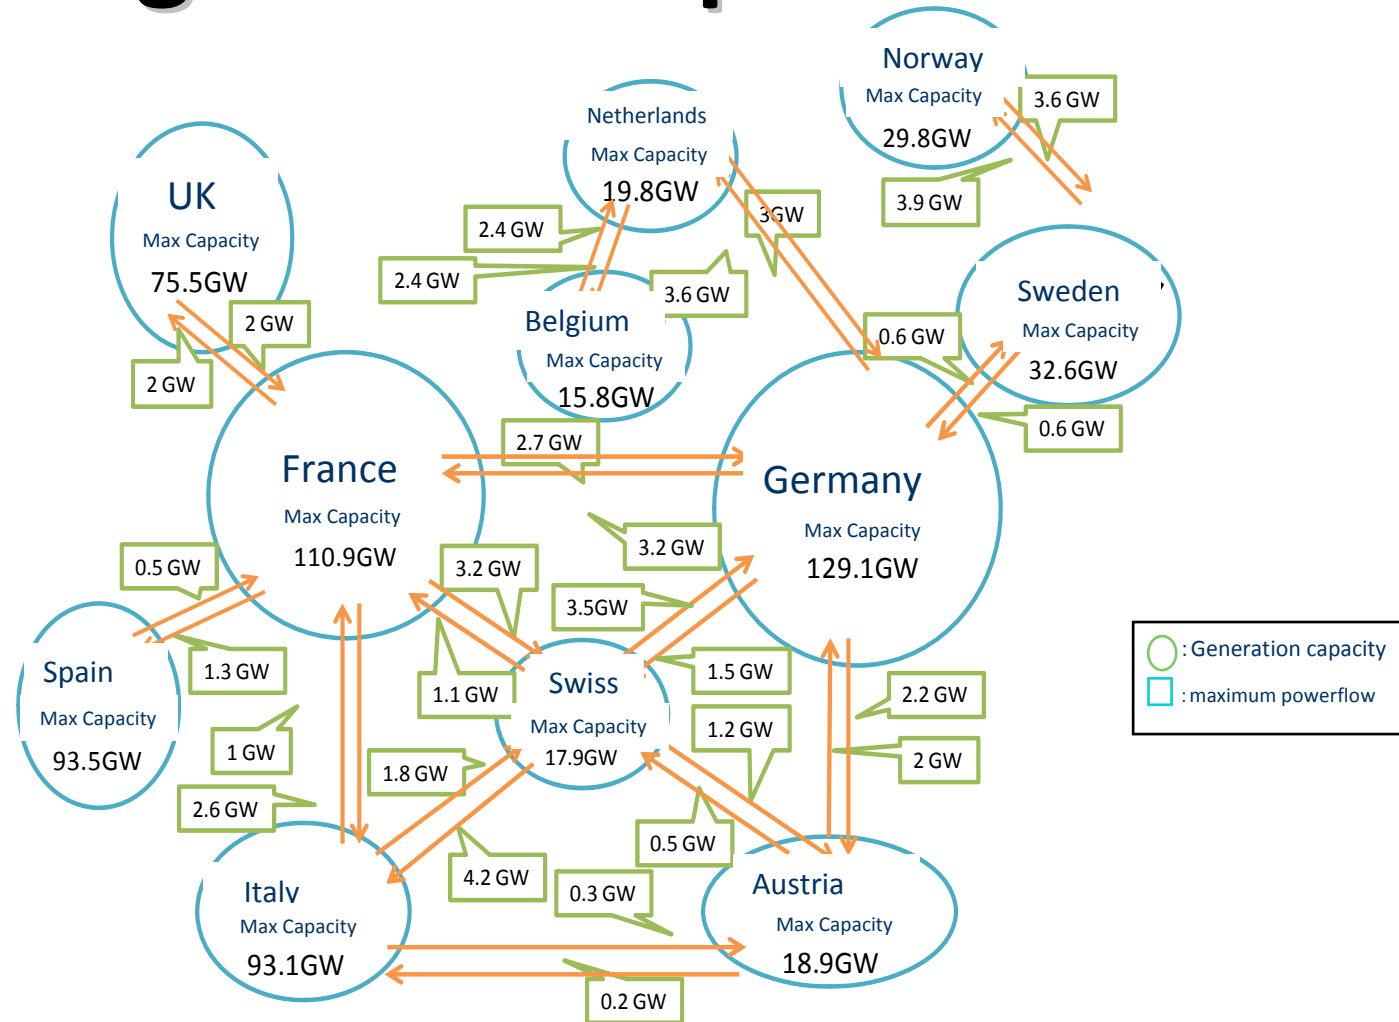 Norway
Max Capacity
29.8GW
3.6 GW
3.9 GW
Netherlands
Max Capacity
19.8GW
3GW
2.4 GW
2.4 GW
3.6 GW
UK
Max Capacity
75.5GW
2 GW
2 GW
Belgium
Max Capacity
15.8GW
Sweden
Max Capacity
32.6GW
0.6 GW
0.6 GW
2.7 GW
France
Max Capacity
110.9GW
Germany
Max Capacity
129.1GW
3.2 GW
0.5 GW
3.2 GW
3.5GW
1.3 GW
Spain
Max Capacity
93.5GW
1.1 GW
Swiss
Max Capacity
17.9GW
1.5 GW
2.2 GW
1.2 GW
2 GW
1 GW
1.8 GW
2.6 GW
0.5 GW
4.2 GW
0.3 GW
Italy
Max Capacity
93.1GW
Austria
Max Capacity
18.9GW
0.2 GW
: Generation capacity
: maximum powerflow